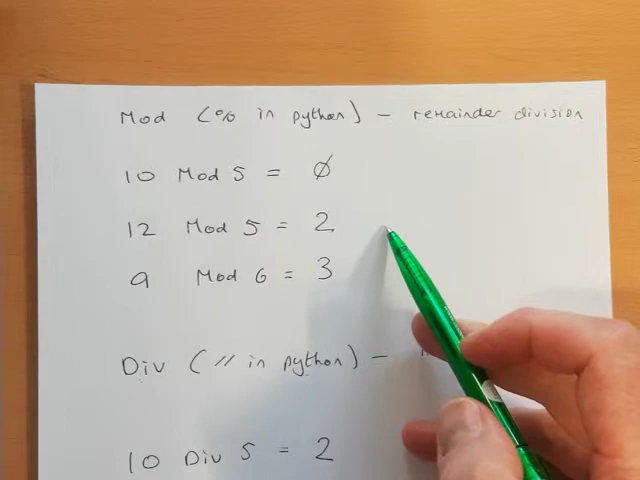 Mod (% in python) - remainder division
10 Mod 5 = Ø
12 Mod 5 = 2
9 Mod 6 = 3
Div (// in python) -
10 Div 5 = 2